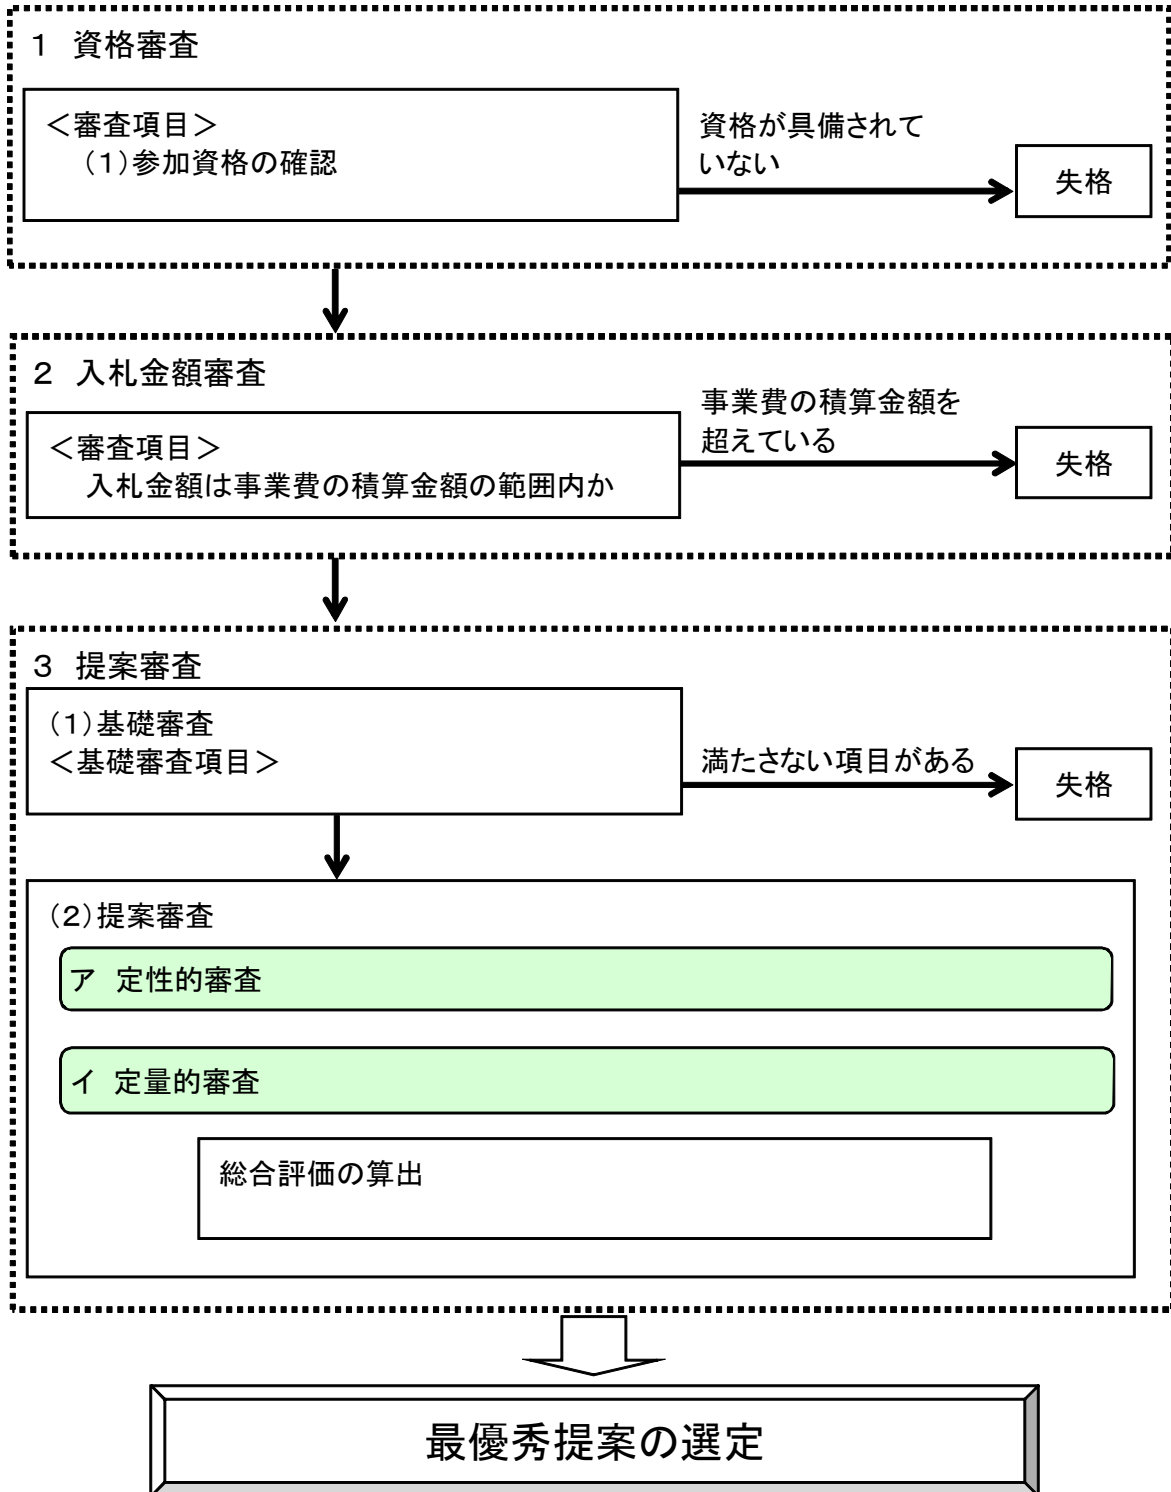 １　資格審査
＜審査項目＞
（１）参加資格の確認
資格が具備されて
いない
失格
２　入札金額審査
＜審査項目＞
入札金額は事業費の積算金額の範囲内か
事業費の積算金額を
超えている
失格
３　提案審査
（１）基礎審査
＜基礎審査項目＞
満たさない項目がある
失格
（２）提案審査
ア　定性的審査
イ　定量的審査
総合評価の算出
最優秀提案の選定